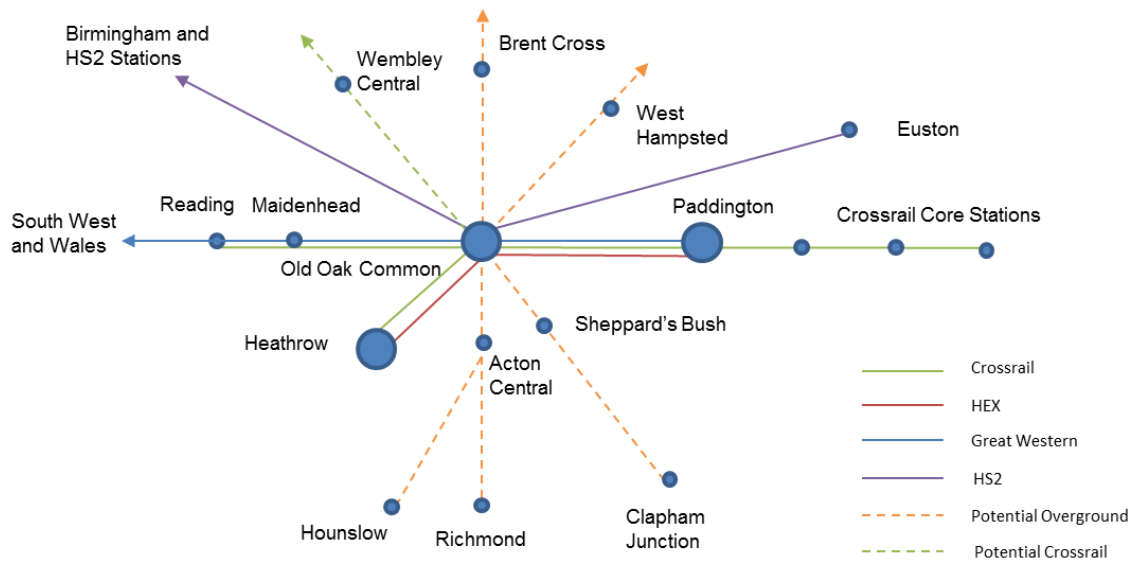 Birmingham and
HS2 Stations
Wembley
Central
Brent Cross
West
Hampsted
Euston
South West
and Wales
Reading
Maidenhead
Old Oak Common
Paddington
Crossrail Core Stations
Heathrow
Acton
Central
Sheppard's Bush
Hounslow
Richmond
Clapham
Junction
Crossrail
HEX
Great Western
HS2
Potential Overground
Potential Crossrail